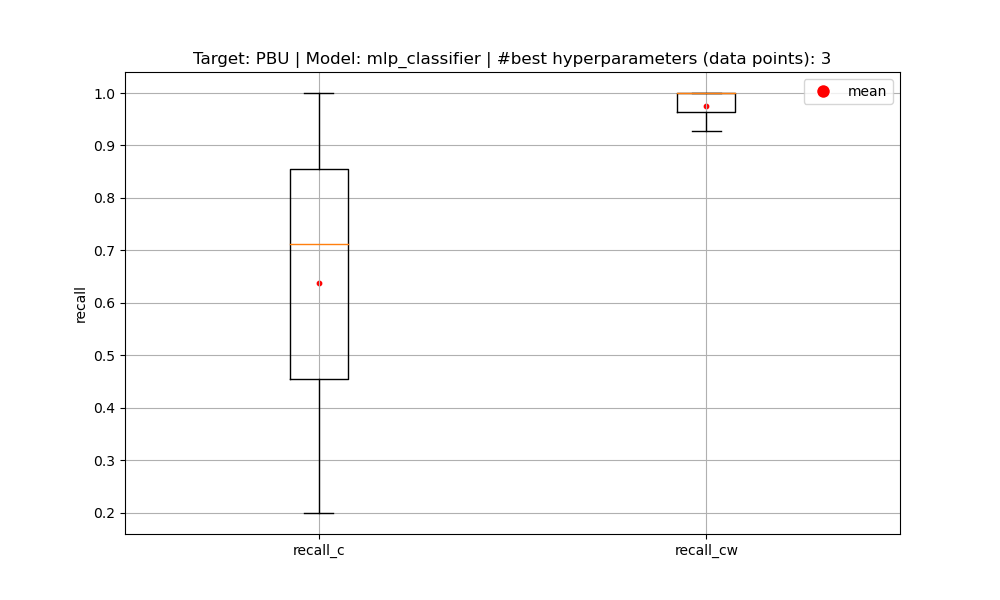 Target: PBU | Model: mlp_classifier | #best hyperparameters (data points): 3
mean
1.0
0.9
0.8
0.7
0.6
0.5
0.4
0.3
0.2
recall
recall_c
recall_cw